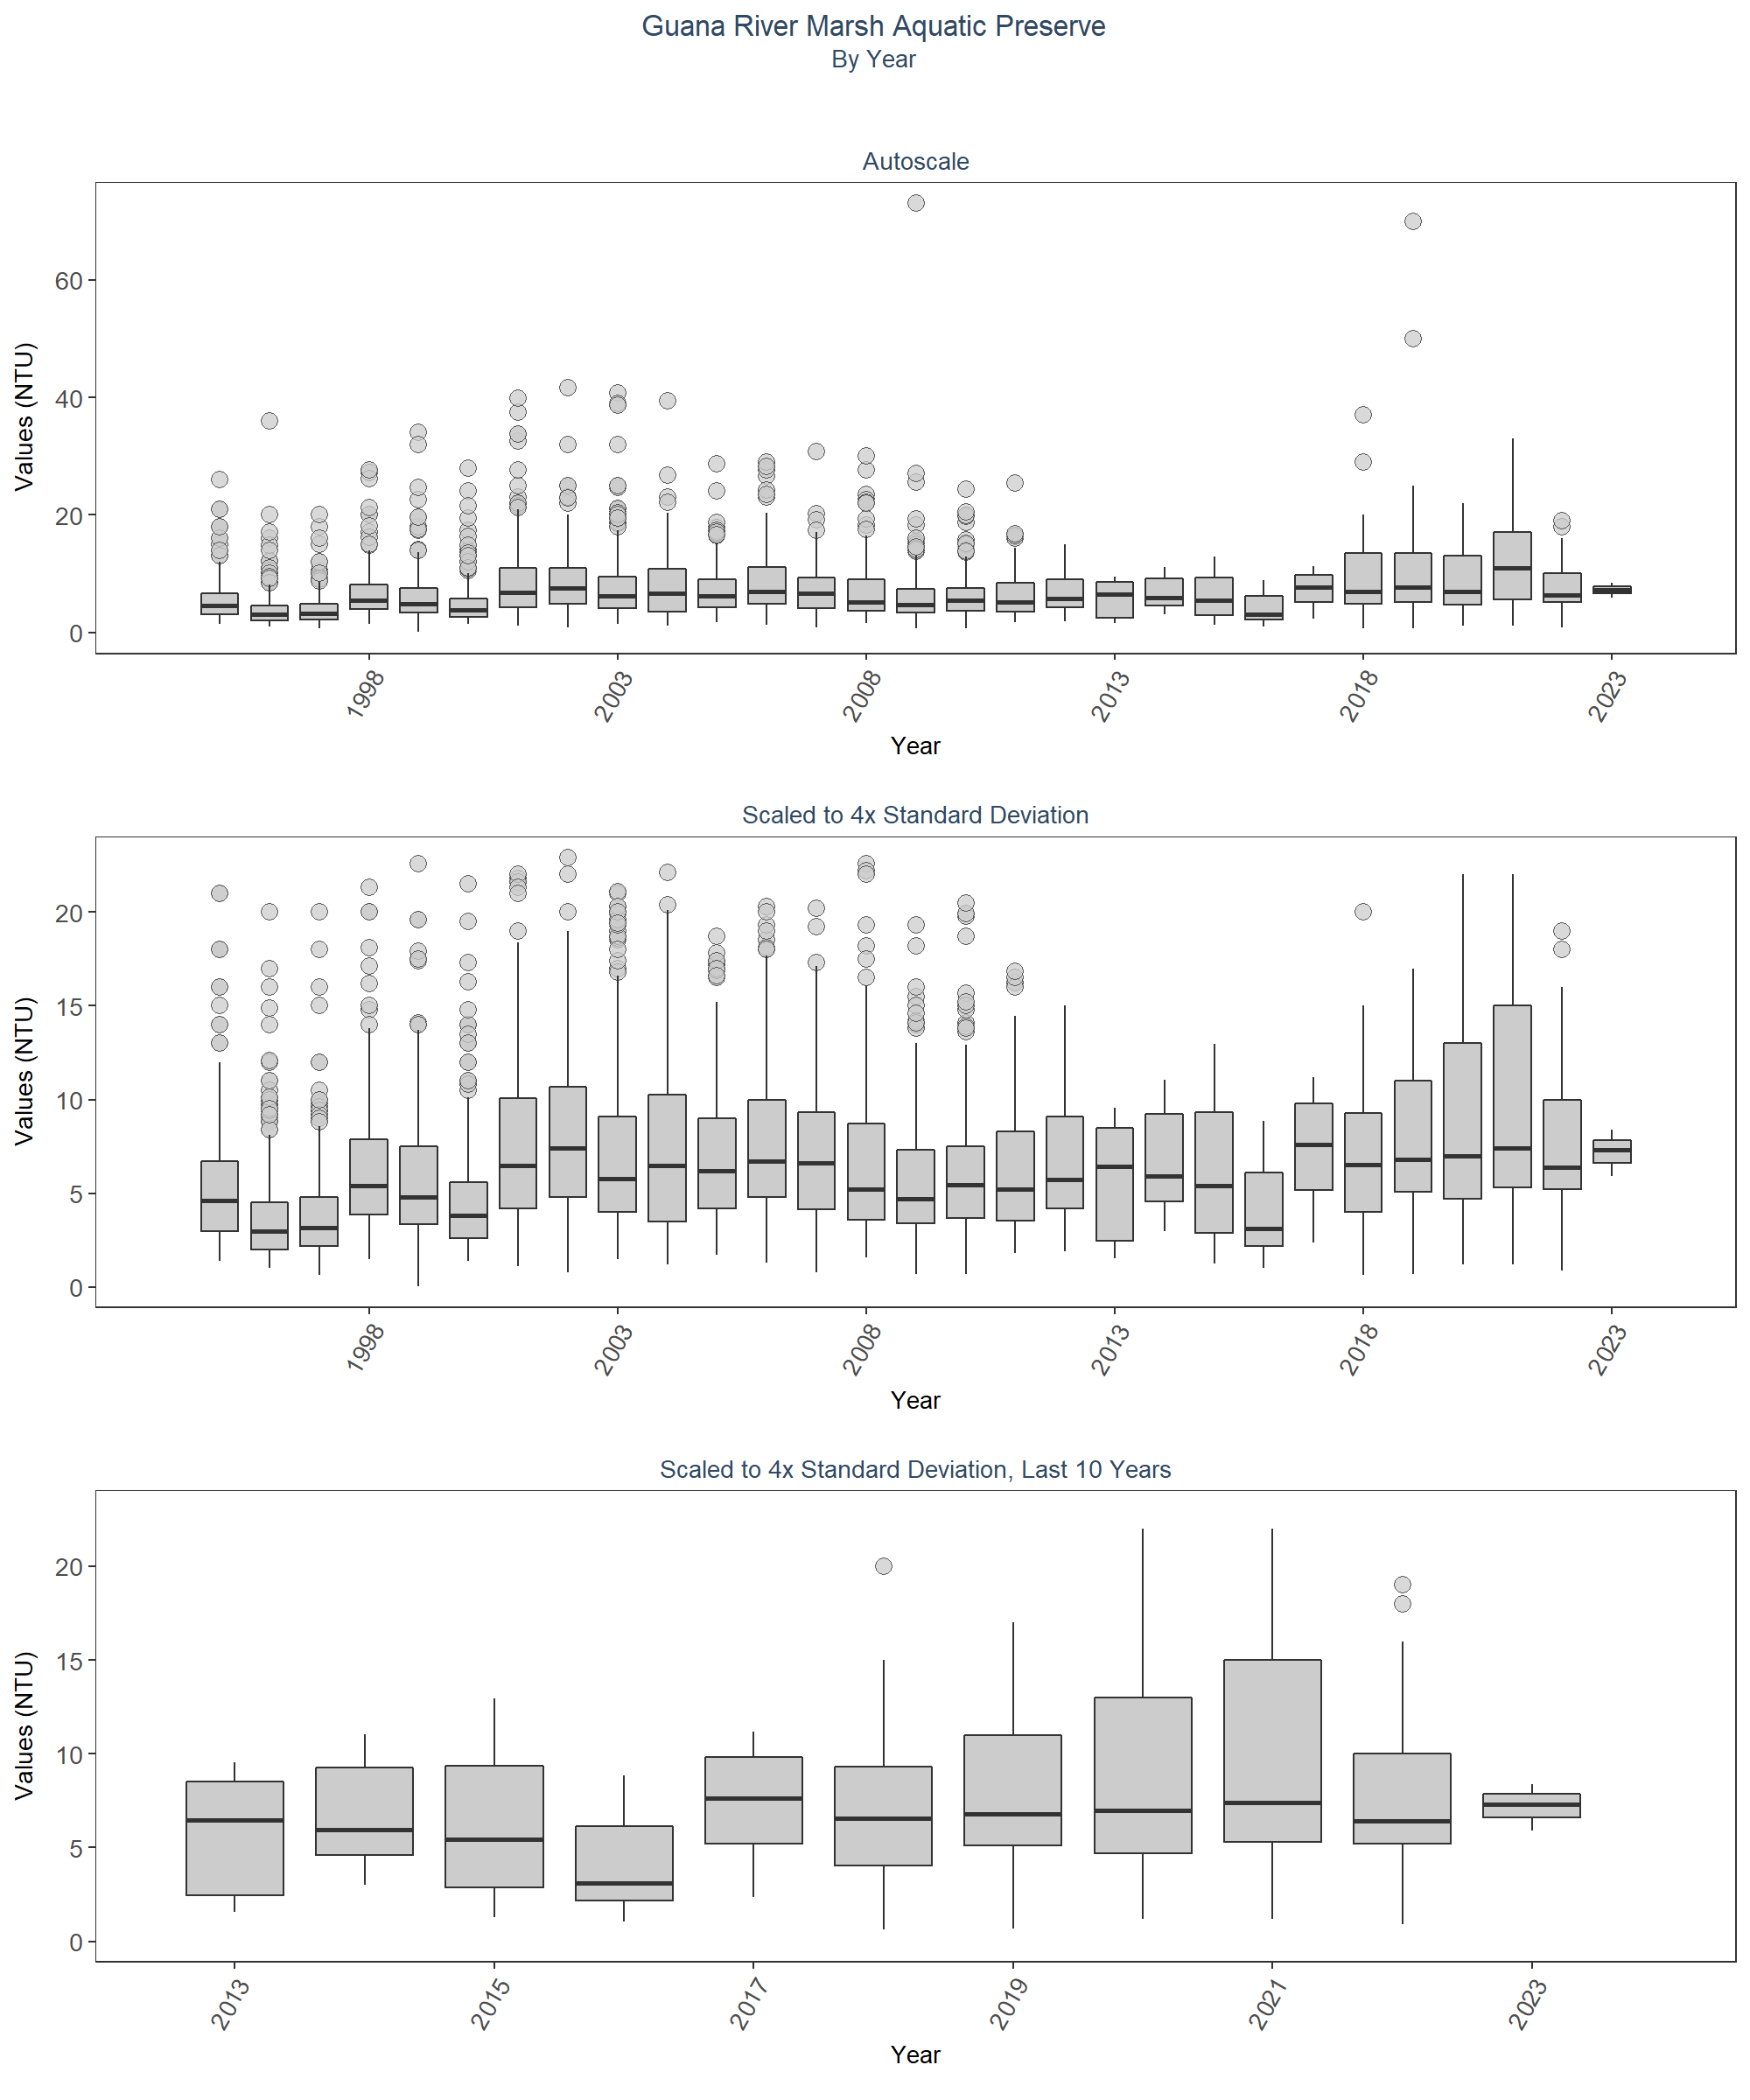 Guana River Marsh Aquatic Preserve
By Year
Autoscale
Values (NTU)
60
40
20
0
1998
2003
2008
2013
2018
2023
Year
Scaled to 4x Standard Deviation
Values (NTU)
20
15
10
5
0
1998
2003
2008
2013
2018
2023
Year
Scaled to 4x Standard Deviation, Last 10 Years
Values (NTU)
20
15
10
5
0
2013
2015
2017
2019
2021
2023
Year